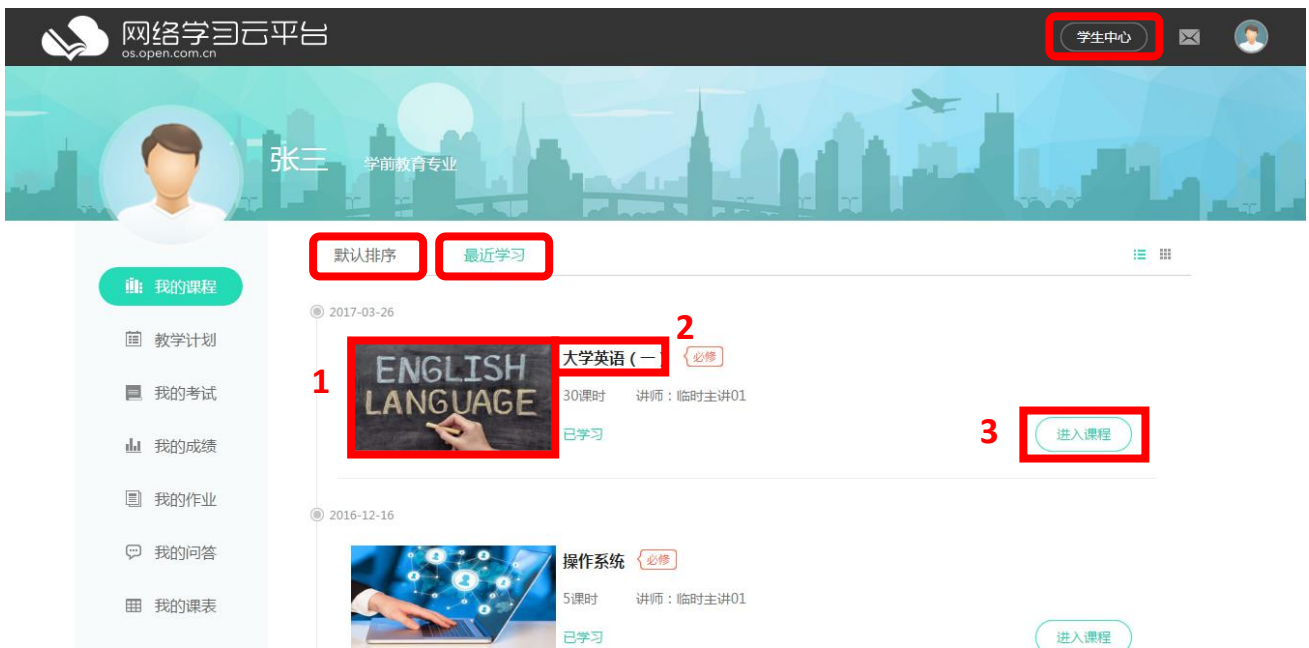 网络学习云平台
os.open.com.cn
学生中心
张三 学前教育专业
默认排序 最近学习
我的课程
教学计划
我的考试
我的成绩
我的作业
我的问答
我的课表
2017-03-26
1
ENGLISH
LANGUAGE
2
大学英语 ( 一 ) 必修
30课时 讲师：临时主讲01
已学习
3
进入课程
2016-12-16
操作系统 必修
5课时 讲师：临时主讲01
已学习
进入课程